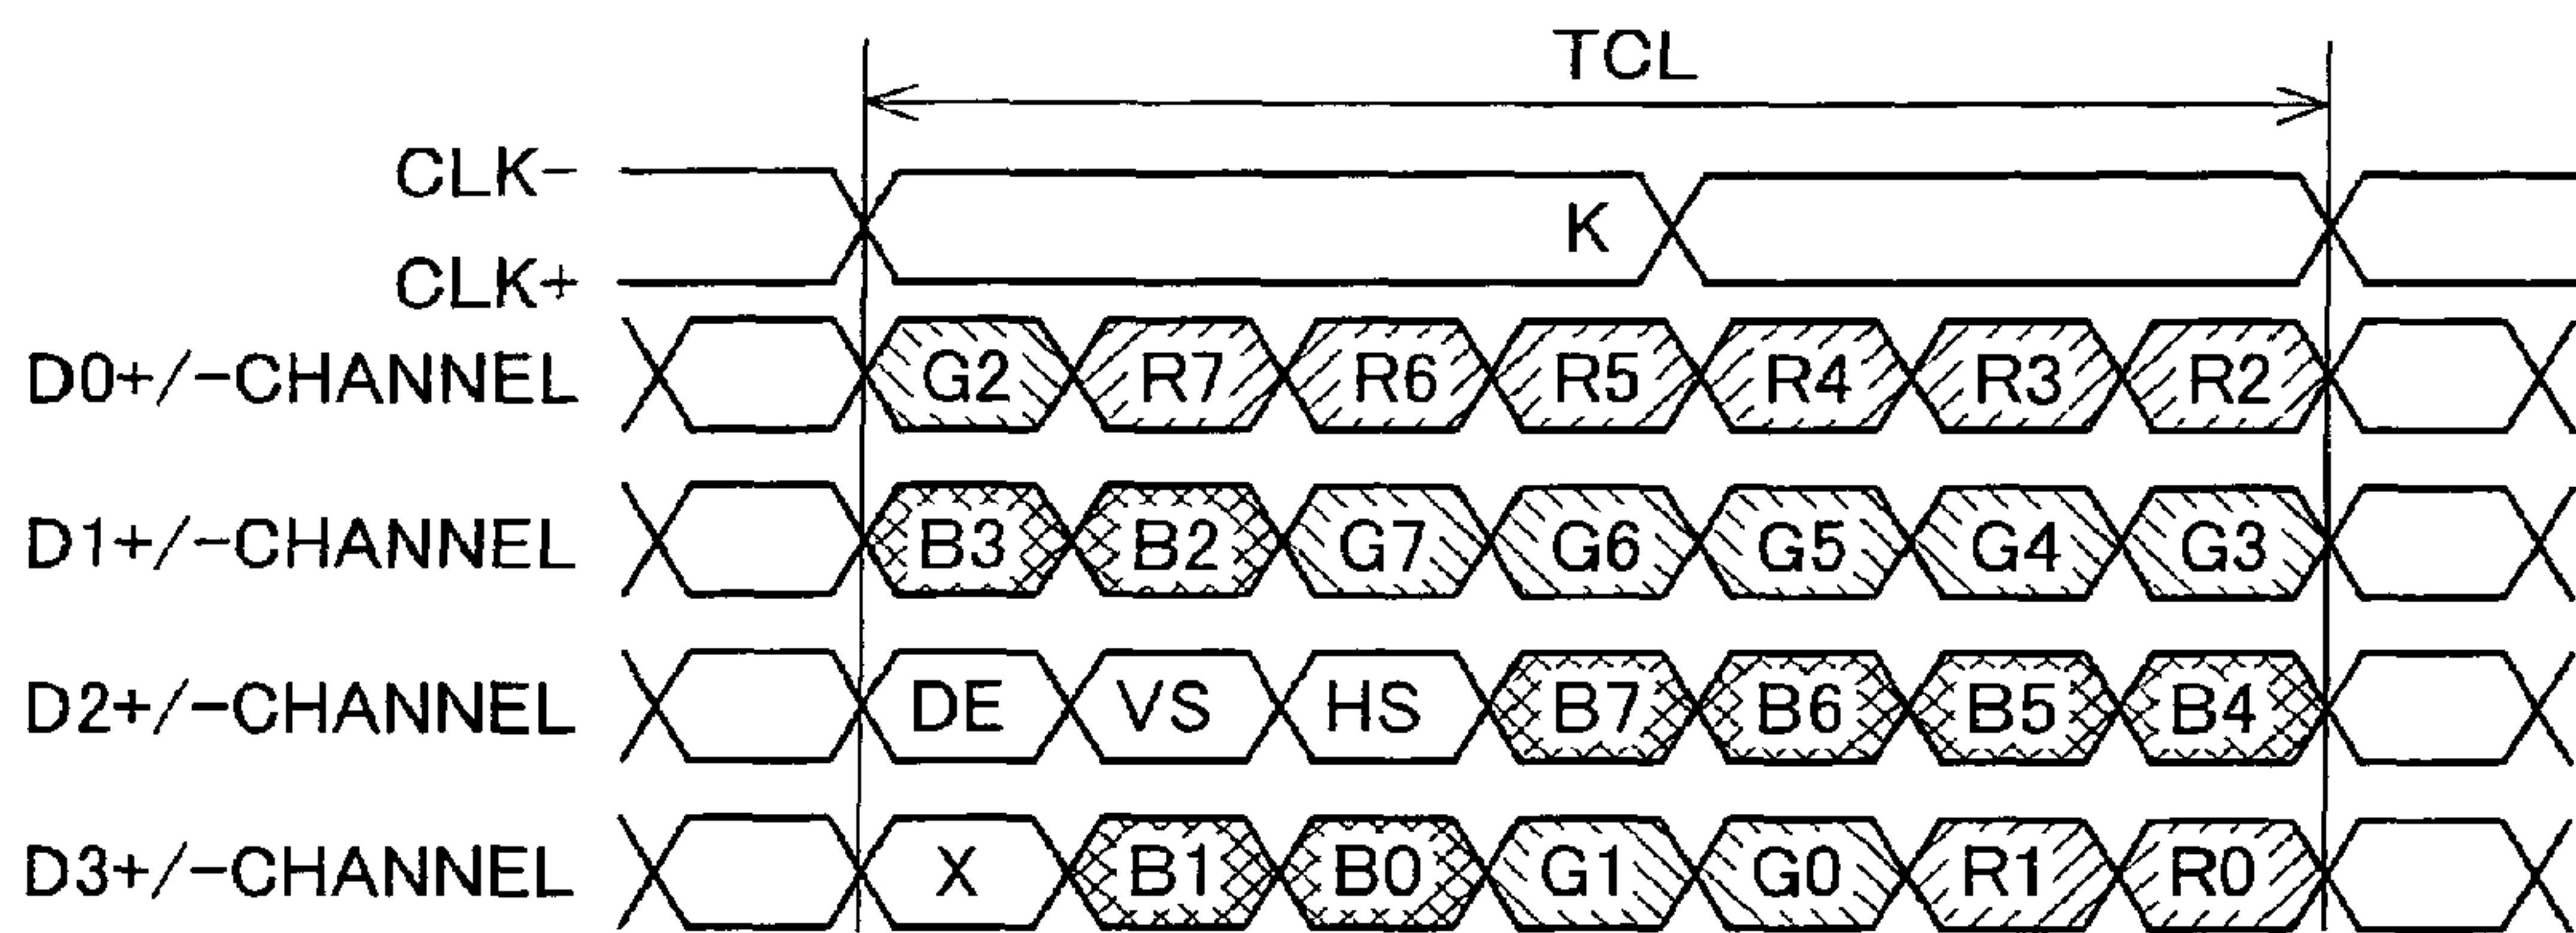 TCL
CLK-
K
CLK+
D0+/-CHANNEL G2 R7 R6 R5 R4 R3 R2
D1+/-CHANNEL B3 B2 G7 G6 G5 G4 G3
D2+/-CHANNEL DE VS HS B7 B6 B5 B4
D3+/-CHANNEL X B1 B0 G1 G0 R1 R0